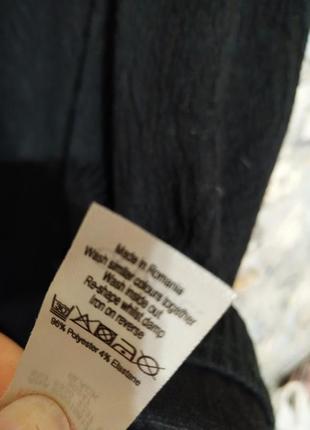 Made in Romania
Wash similar colours together
Wash inside out
Re-shape whilst damp
Iron on reverse
96% Polyester 4% Elastane